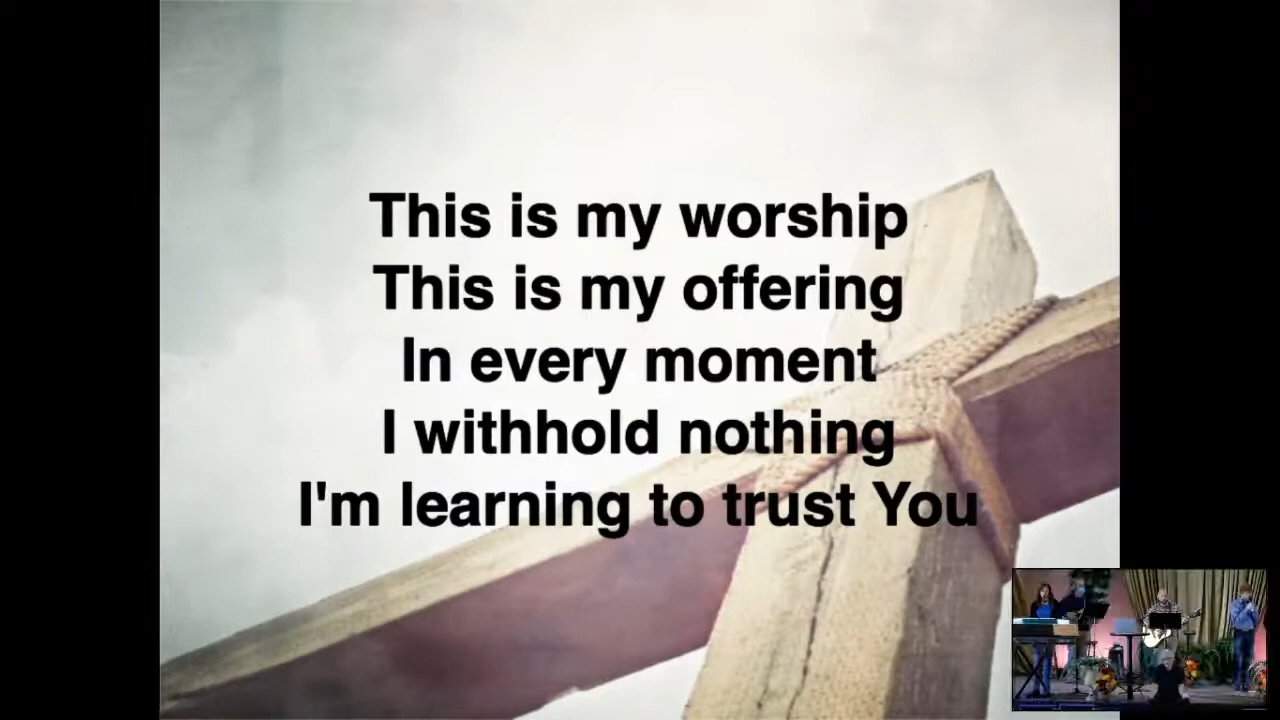 This is my worship
This is my offering
In every moment
I withhold nothing
I'm learning to trust You